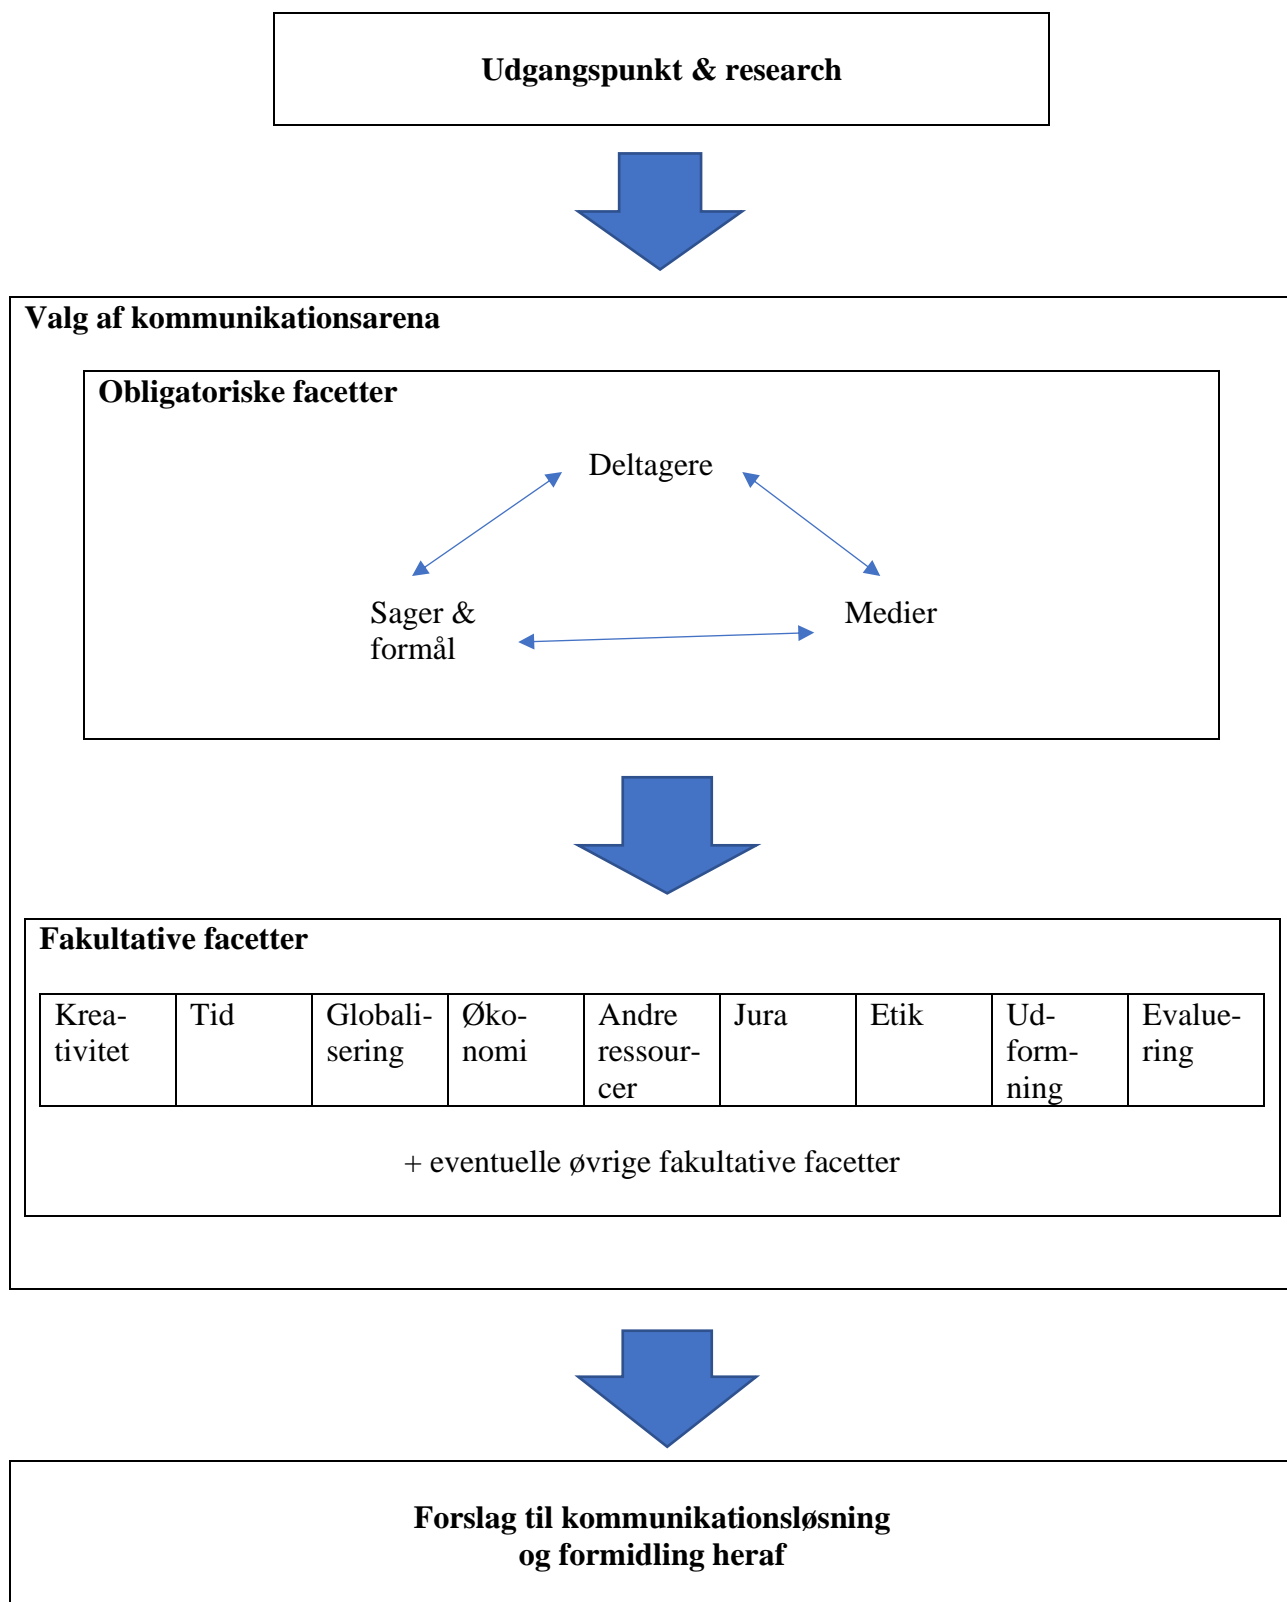 Udgangspunkt & research
Valg af kommunikationsarena
Obligatoriske facetter
Deltagere
Sager &
formål
Medier
Fakultative facetter
Krea-
tivitet
Tid
Globali-
sering
Øko-
nomi
Andre
ressour-
cer
Jura
Etik
Ud-
form-
ning
Evalue-
ring
+ eventuelle øvrige fakultative facetter
Forslag til kommunikationsløsning
og formidling heraf